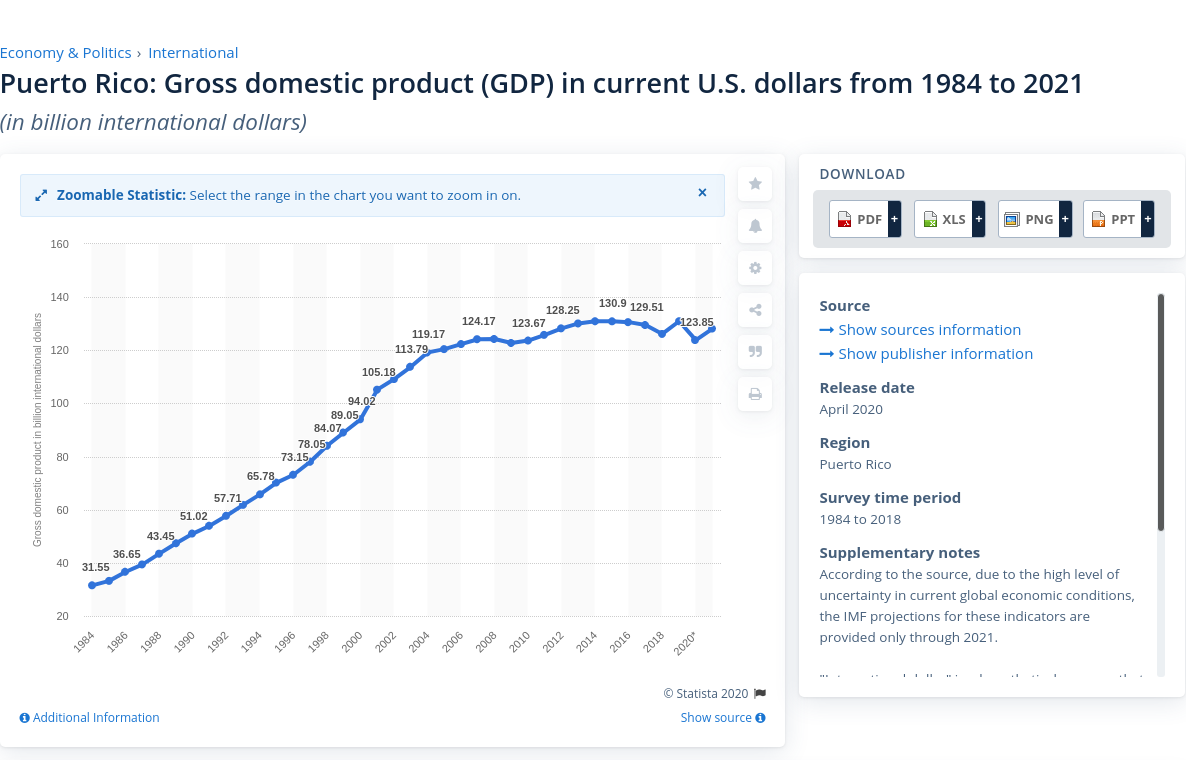 Economy & Politics › International
Puerto Rico: Gross domestic product (GDP) in current U.S. dollars from 1984 to 2021
(in billion international dollars)
Zoomable Statistic: Select the range in the chart you want to zoom in on.
×
Gross domestic product in billion international dollars
160
140
120
100
80
60
40
20
31.55
36.65
43.45
51.02
57.71
65.78
73.15
78.05
84.07
89.05
94.02
105.18
113.79
119.17
124.17
123.67
128.25
130.9
129.51
123.85
1984
1986
1988
1990
1992
1994
1996
1998
2000
2002
2004
2006
2008
2010
2012
2014
2016
2018
2020*
© Statista 2020
Additional Information
Show source
DOWNLOAD
PDF + XLS + PNG + PPT +
Source
Show sources information
Show publisher information
Release date
April 2020
Region
Puerto Rico
Survey time period
1984 to 2018
Supplementary notes
According to the source, due to the high level of
uncertainty in current global economic conditions,
the IMF projections for these indicators are
provided only through 2021.